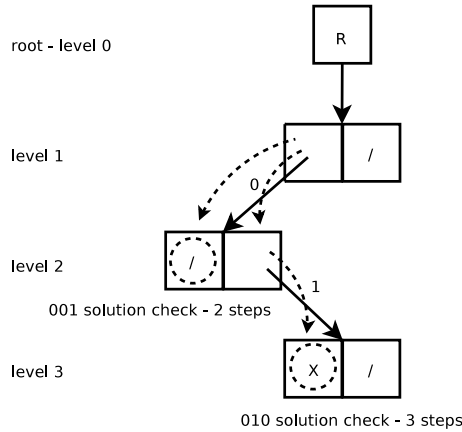 root - level 0
R
level 1
/
0
level 2
/
1
001 solution check - 2 steps
level 3
X
/
010 solution check - 3 steps